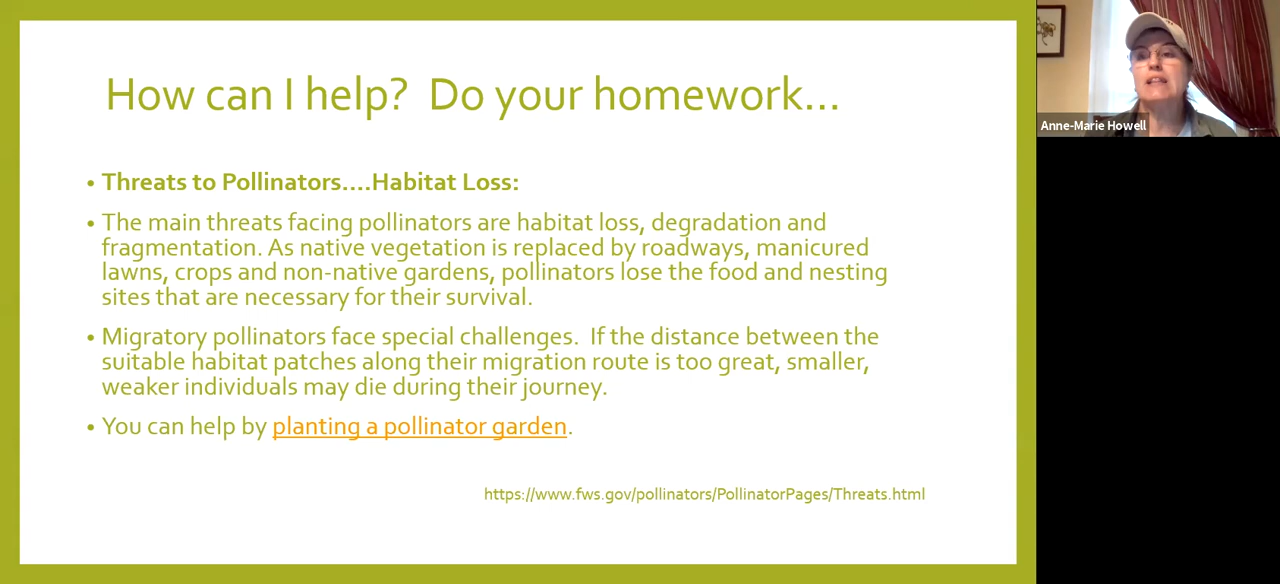 How can I help?  Do your homework…
• Threats to Pollinators….Habitat Loss:
• The main threats facing pollinators are habitat loss, degradation and
fragmentation. As native vegetation is replaced by roadways, manicured
lawns, crops and non-native gardens, pollinators lose the food and nesting
sites that are necessary for their survival.
• Migratory pollinators face special challenges.  If the distance between the
suitable habitat patches along their migration route is too great, smaller,
weaker individuals may die during their journey.
• You can help by planting a pollinator garden.
https://www.fws.gov/pollinators/PollinatorPages/Threats.html
Anne-Marie Howell